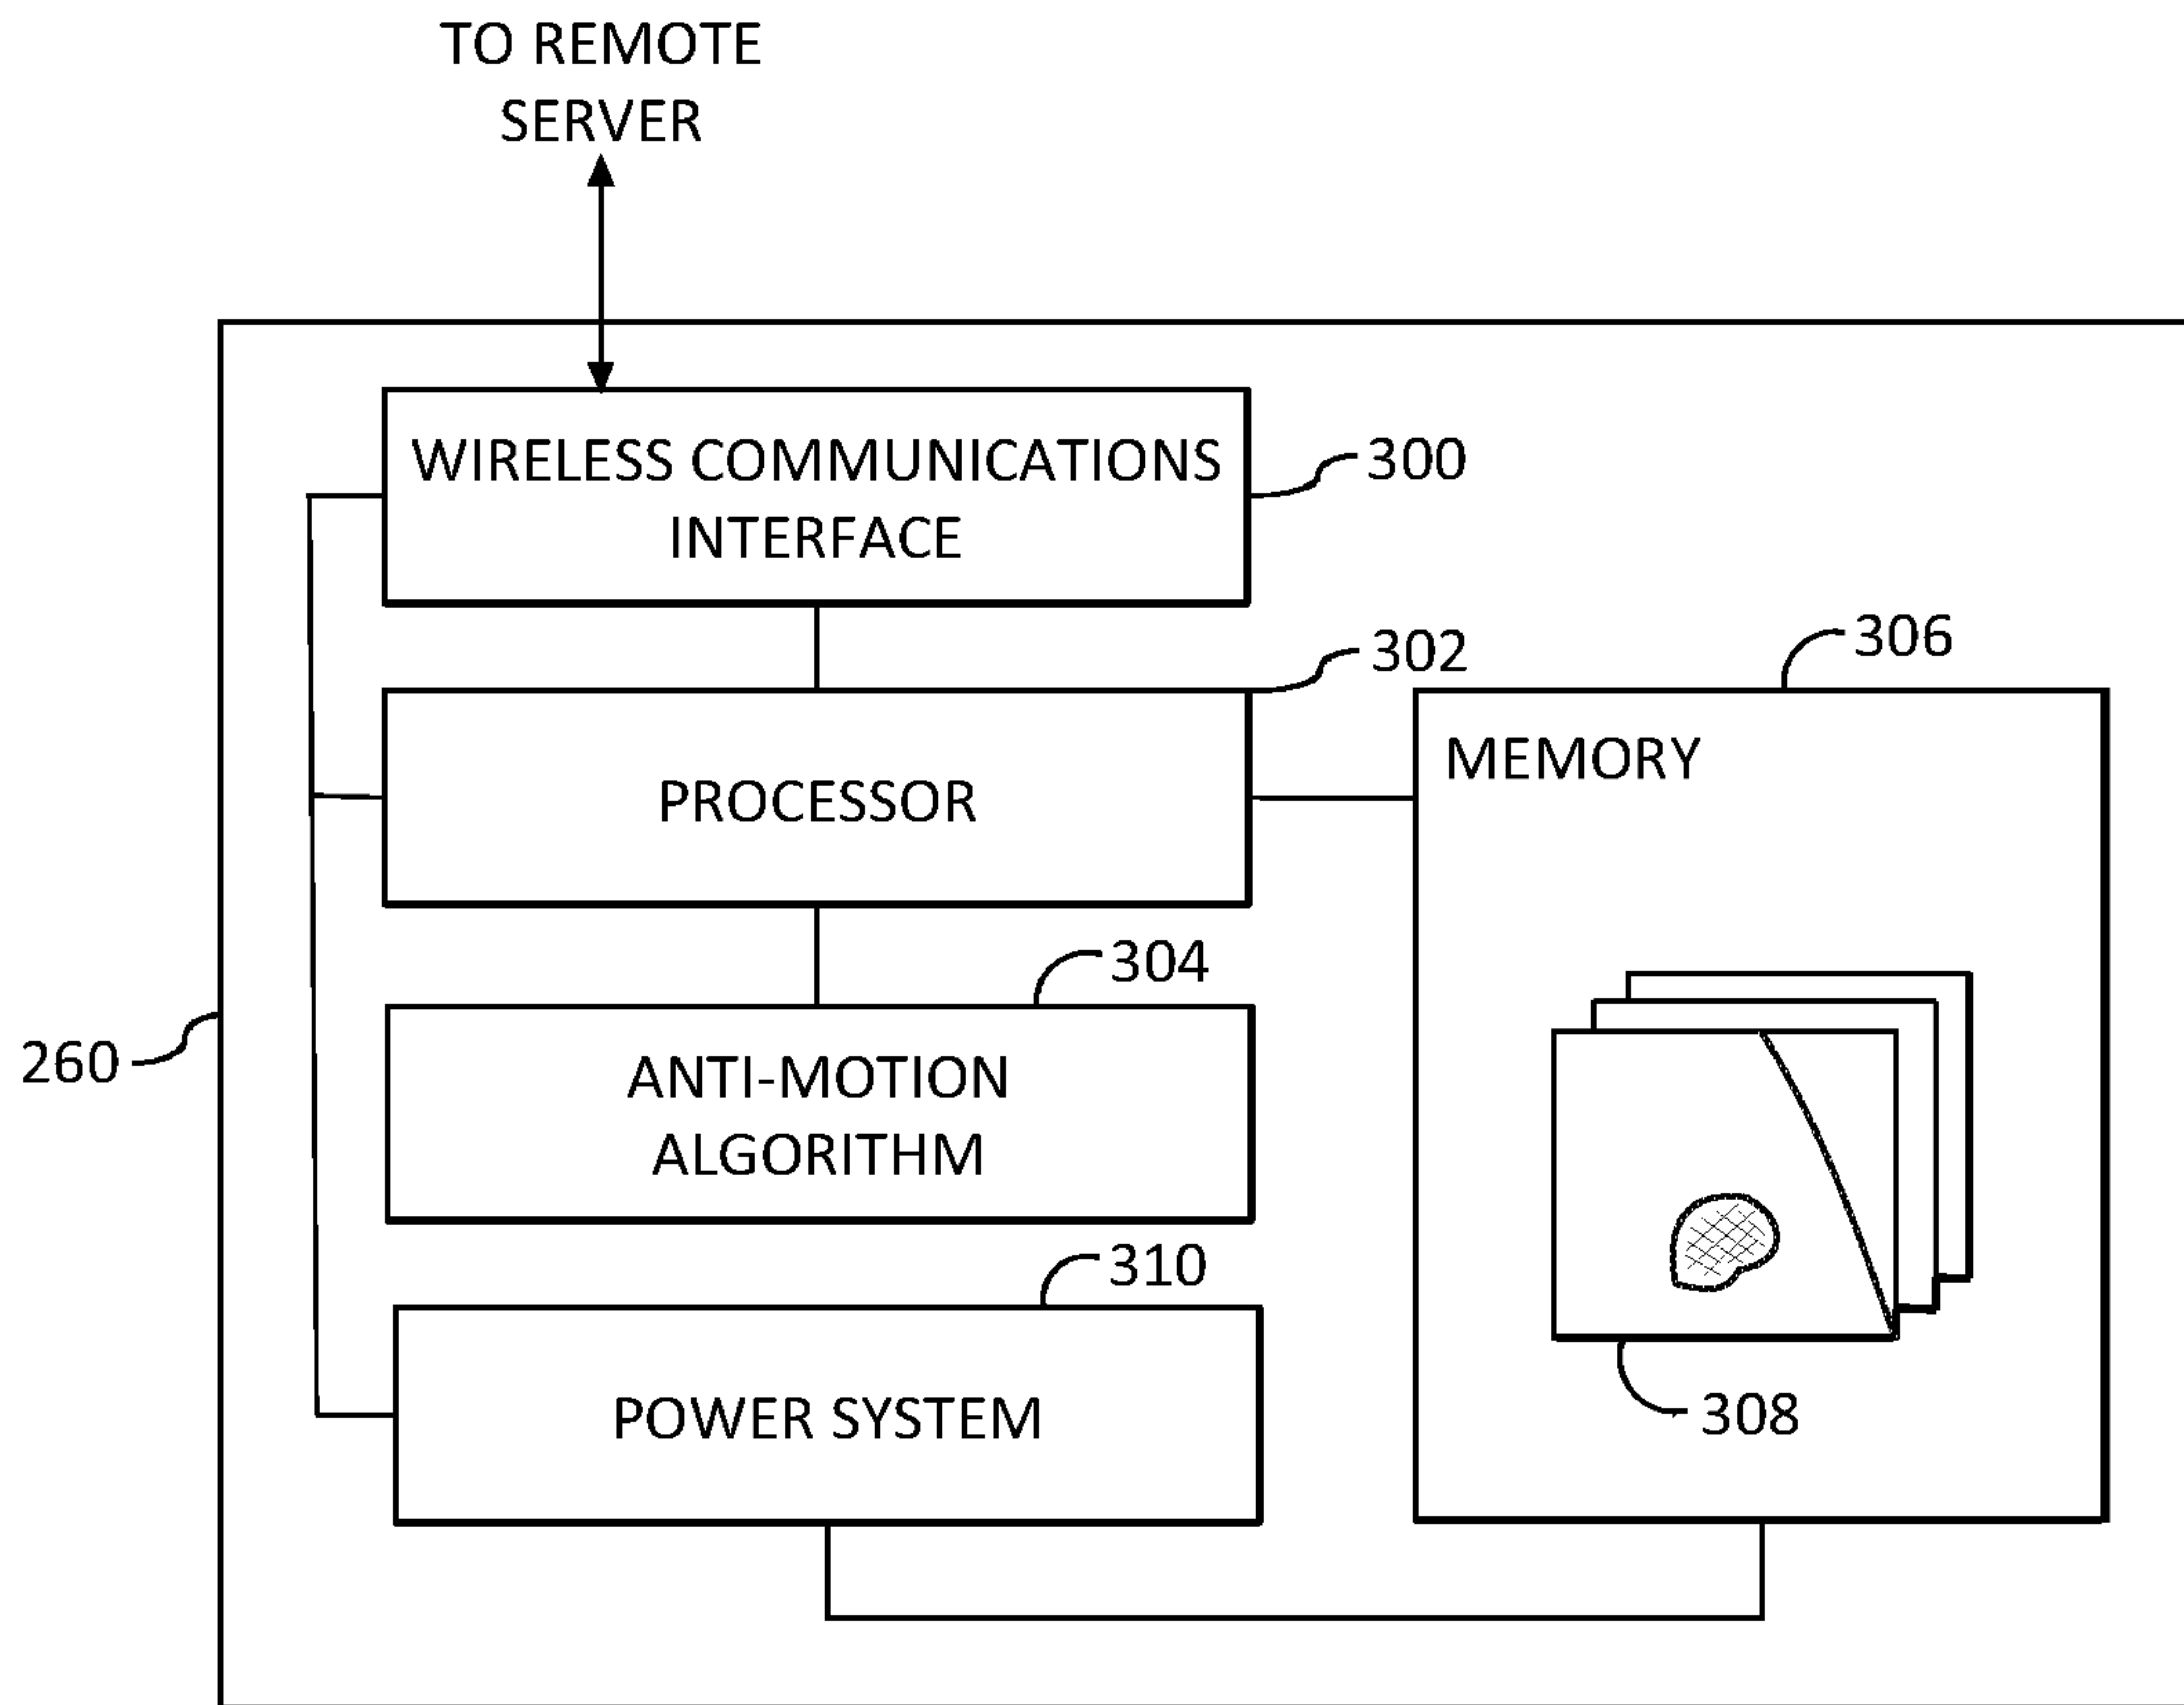 TO REMOTE
SERVER
WIRELESS COMMUNICATIONS
INTERFACE
300
302
PROCESSOR
306
MEMORY
304
ANTI-MOTION
ALGORITHM
260
310
POWER SYSTEM
308